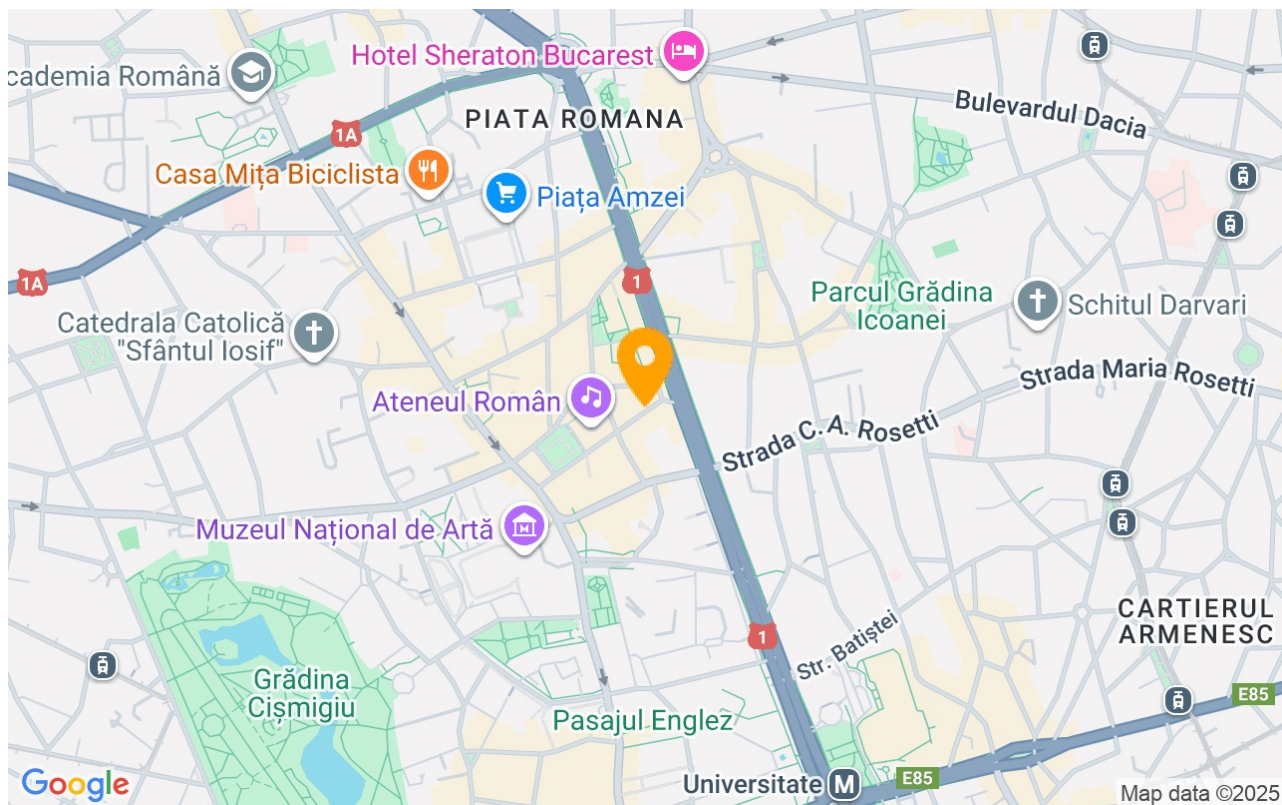 Hotel Sheraton Bucarest
cademia Română
PIATA ROMANA
Bulevardul Dacia
1A
Casa Mița Biciclista
Piața Amzei
1A
1
Parcul Grădina
Icoanei
Schitul Darvari
Catedrala Catolică
"Sfântul Iosif"
Strada Maria Rosetti
Ateneul Român
Strada C. A. Rosetti
Muzeul Național de Artă
M
CARTIERUL
ARMENESC
1
Str. Batiștei
Grădina
Cișmigiu
E85
Pasajul Englez
Google
Universitate M
E85
Map data ©2025